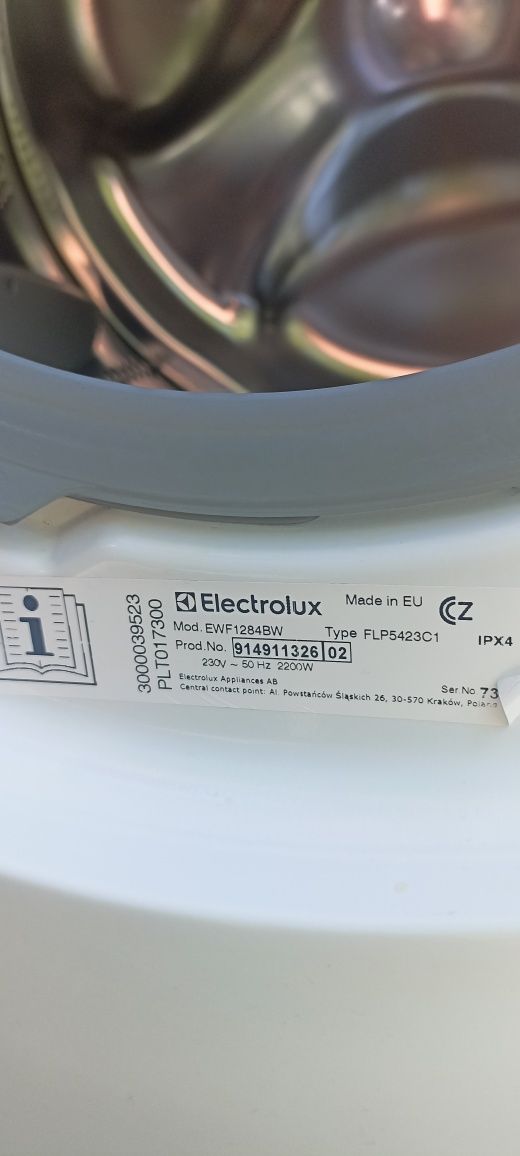 3000039523
PLT017300
Electrolux Made in EU
Mod. EWF1284BW Type FLP5423C1 IPX4
Prod.No. 914911326 02
230V ~ 50 Hz 2200W
Electrolux Appliances AB Ser.No. 73
Central contact point: Al. Powstańców Śląskich 26, 30-570 Kraków, Poland